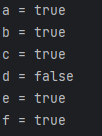 a = true
b = true
c = true
d = false
e = true
f = true